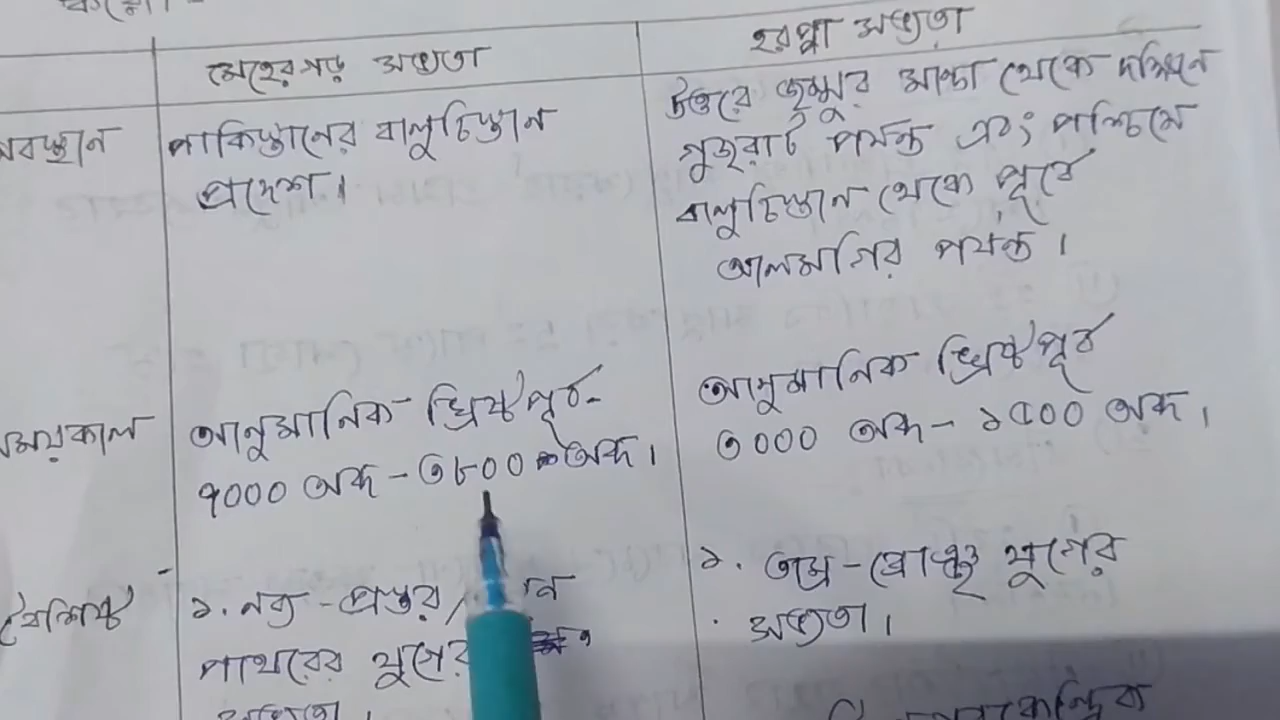 মেহেরগড় সভ্যতা
হরপ্পা সভ্যতা
অবস্থান
পাকিস্তানের বালুচিস্তান
প্রদেশ।
উত্তরে জম্মুর মান্ডা থেকে দক্ষিনে
গুজরাট পর্যন্ত এবং পশ্চিমে
বালুচিস্তান থেকে পূর্বে
আলমগির পর্যন্ত।
সময়কাল
আনুমানিক খ্রিষ্টপূর্ব
৭০০০ অব্দ - ৩৮০০ অব্দ।
আনুমানিক খ্রিষ্টপূর্ব
৩০০০ অব্দ - ১৫০০ অব্দ।
বৈশিষ্ট
১. নব্য - প্রস্তর /
পাথরের যুগের
সভ্যতা।
১. তাম্র - ব্রোঞ্জ যুগের
সভ্যতা।